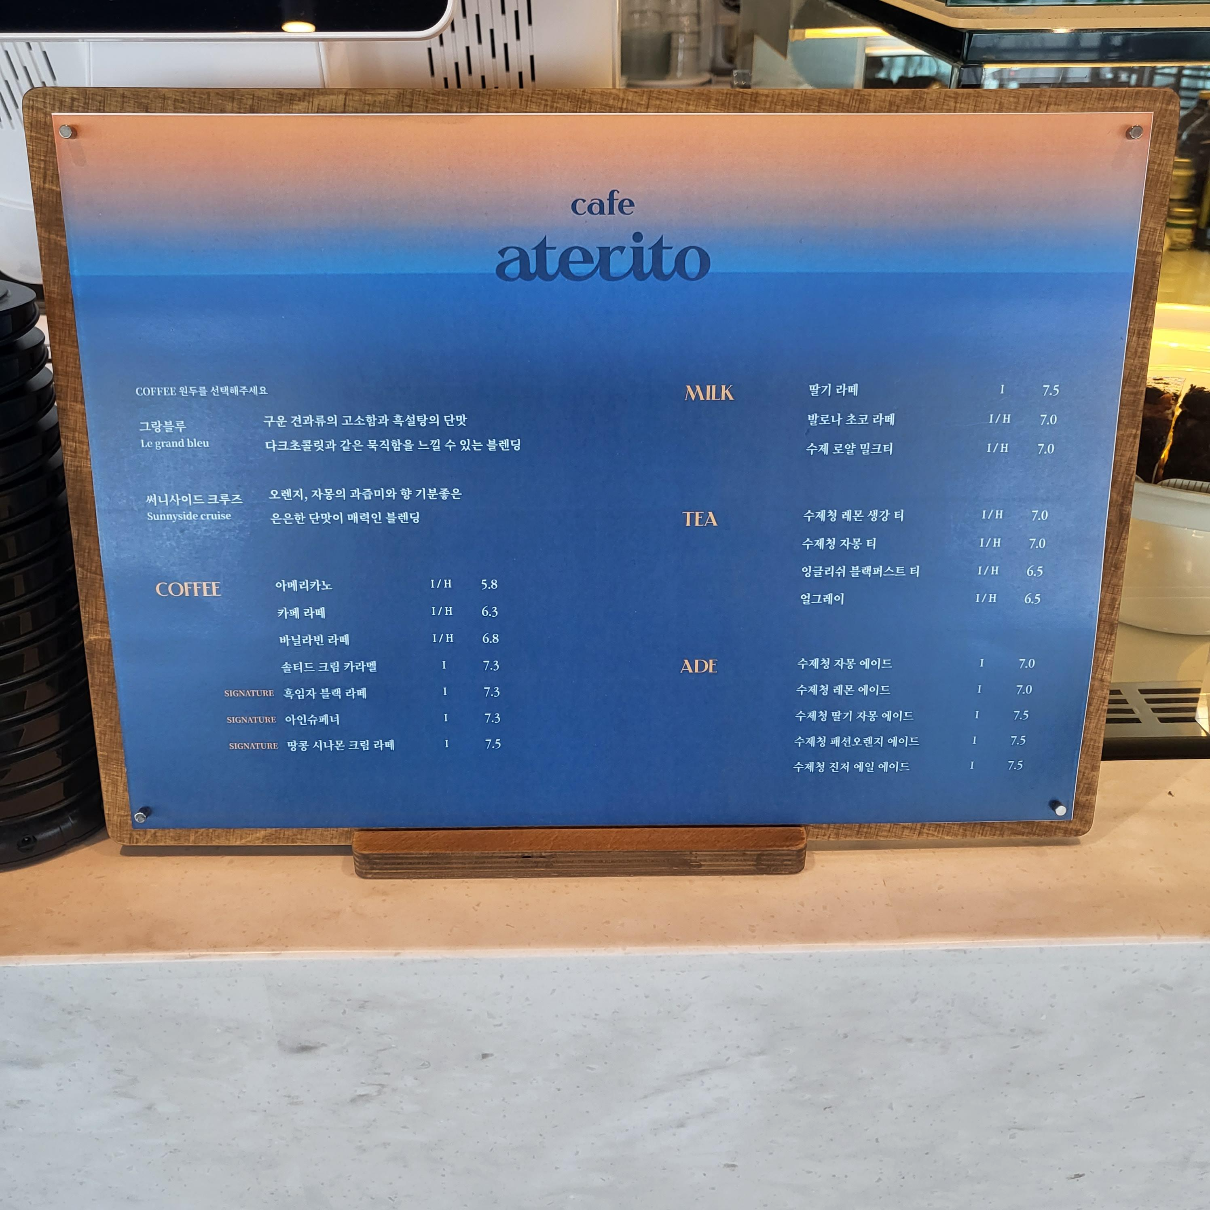 cafe
aterito
COFFEE 원두를 선택해주세요
그랑블루 구운 견과류의 고소함과 흑설탕의 단맛
Le grand bleu 다크초콜릿과 같은 묵직함을 느낄 수 있는 블렌딩
써니사이드 크루즈 오렌지, 자몽의 과즙미와 향 기분좋은
Sunnyside cruise 은은한 단맛이 매력인 블렌딩
COFFEE 아메리카노 I / H 5.8
카페 라떼 I / H 6.3
바닐라빈 라떼 I / H 6.8
솔티드 크림 카라멜 I 7.3
SIGNATURE 흑임자 블랙 라떼 I 7.3
SIGNATURE 아인슈페너 I 7.3
SIGNATURE 땅콩 시나몬 크림 라떼 I 7.5
MILK 딸기 라떼 I 7.5
발로나 초코 라떼 I / H 7.0
수제 로얄 밀크티 I / H 7.0
TEA 수제청 레몬 생강 티 I / H 7.0
수제청 자몽 티 I / H 7.0
잉글리쉬 블랙퍼스트 티 I / H 6.5
얼그레이 I / H 6.5
ADE 수제청 자몽 에이드 I 7.0
수제청 레몬 에이드 I 7.0
수제청 딸기 자몽 에이드 I 7.5
수제청 패션오렌지 에이드 I 7.5
수제청 진저 에일 에이드 I 7.5